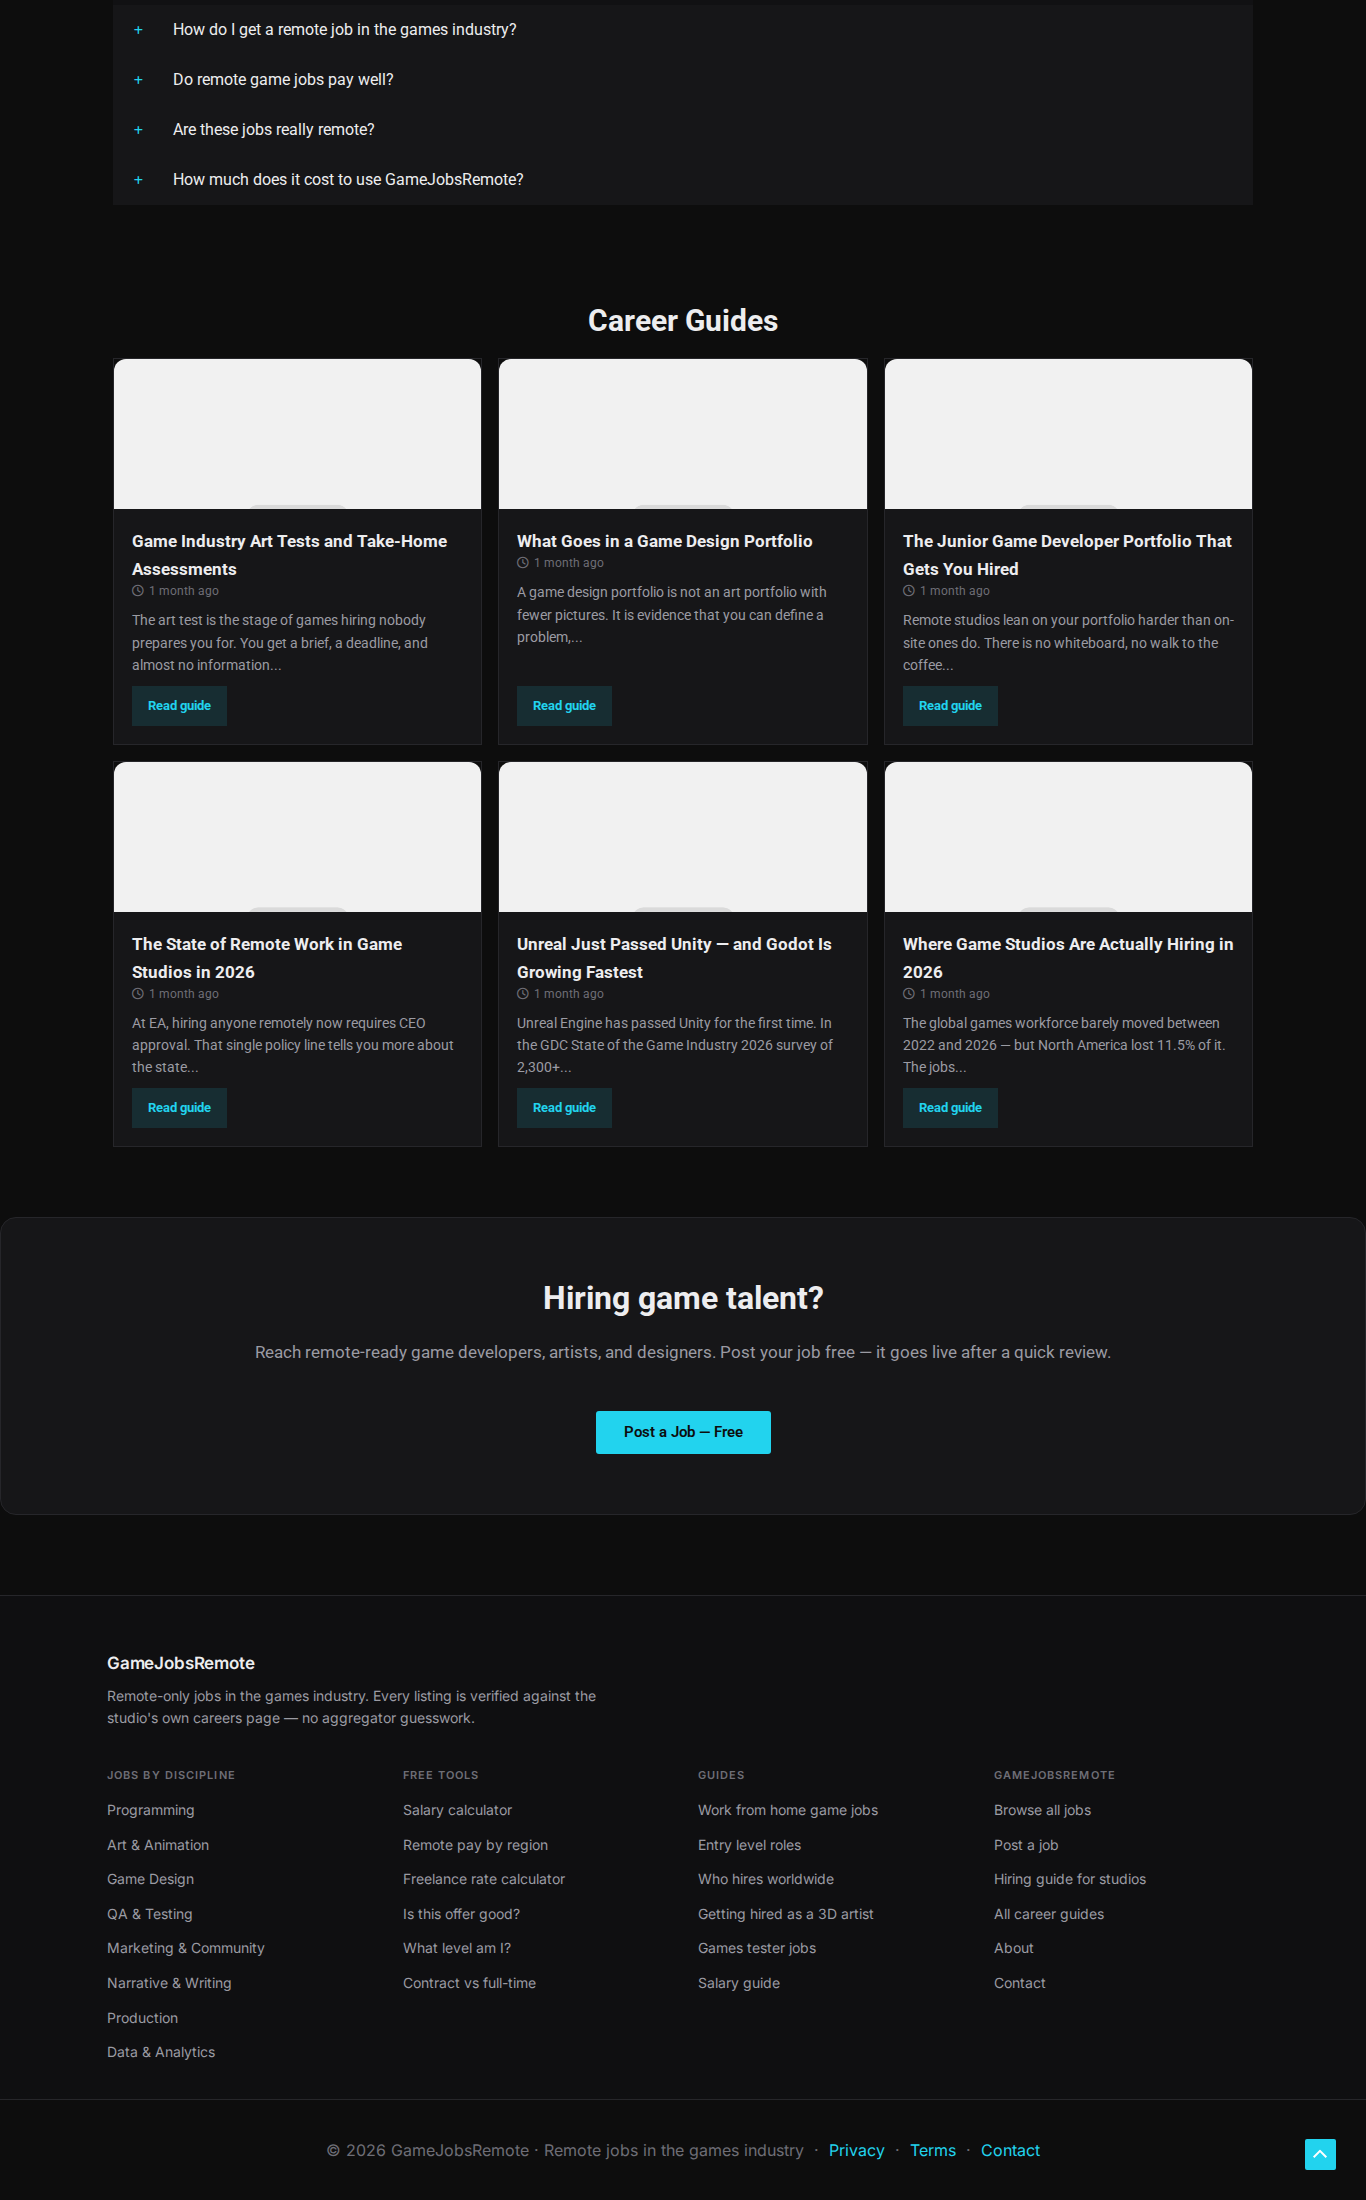 + How do I get a remote job in the games industry?
+ Do remote game jobs pay well?
+ Are these jobs really remote?
+ How much does it cost to use GameJobsRemote?
Career Guides
Game Industry Art Tests and Take-Home
Assessments
1 month ago
The art test is the stage of games hiring nobody
prepares you for. You get a brief, a deadline, and
almost no information...
Read guide
What Goes in a Game Design Portfolio
1 month ago
A game design portfolio is not an art portfolio with
fewer pictures. It is evidence that you can define a
problem,...
Read guide
The Junior Game Developer Portfolio That
Gets You Hired
1 month ago
Remote studios lean on your portfolio harder than on-
site ones do. There is no whiteboard, no walk to the
coffee...
Read guide
The State of Remote Work in Game
Studios in 2026
1 month ago
At EA, hiring anyone remotely now requires CEO
approval. That single policy line tells you more about
the state...
Read guide
Unreal Just Passed Unity — and Godot Is
Growing Fastest
1 month ago
Unreal Engine has passed Unity for the first time. In
the GDC State of the Game Industry 2026 survey of
2,300+...
Read guide
Where Game Studios Are Actually Hiring in
2026
1 month ago
The global games workforce barely moved between
2022 and 2026 — but North America lost 11.5% of it.
The jobs...
Read guide
Hiring game talent?
Reach remote-ready game developers, artists, and designers. Post your job free — it goes live after a quick review.
Post a Job — Free
GameJobsRemote
Remote-only jobs in the games industry. Every listing is verified against the
studio's own careers page — no aggregator guesswork.
JOBS BY DISCIPLINE
Programming
Art & Animation
Game Design
QA & Testing
Marketing & Community
Narrative & Writing
Production
Data & Analytics
FREE TOOLS
Salary calculator
Remote pay by region
Freelance rate calculator
Is this offer good?
What level am I?
Contract vs full-time
GUIDES
Work from home game jobs
Entry level roles
Who hires worldwide
Getting hired as a 3D artist
Games tester jobs
Salary guide
GAMEJOBSREMOTE
Browse all jobs
Post a job
Hiring guide for studios
All career guides
About
Contact
© 2026 GameJobsRemote · Remote jobs in the games industry · Privacy · Terms · Contact